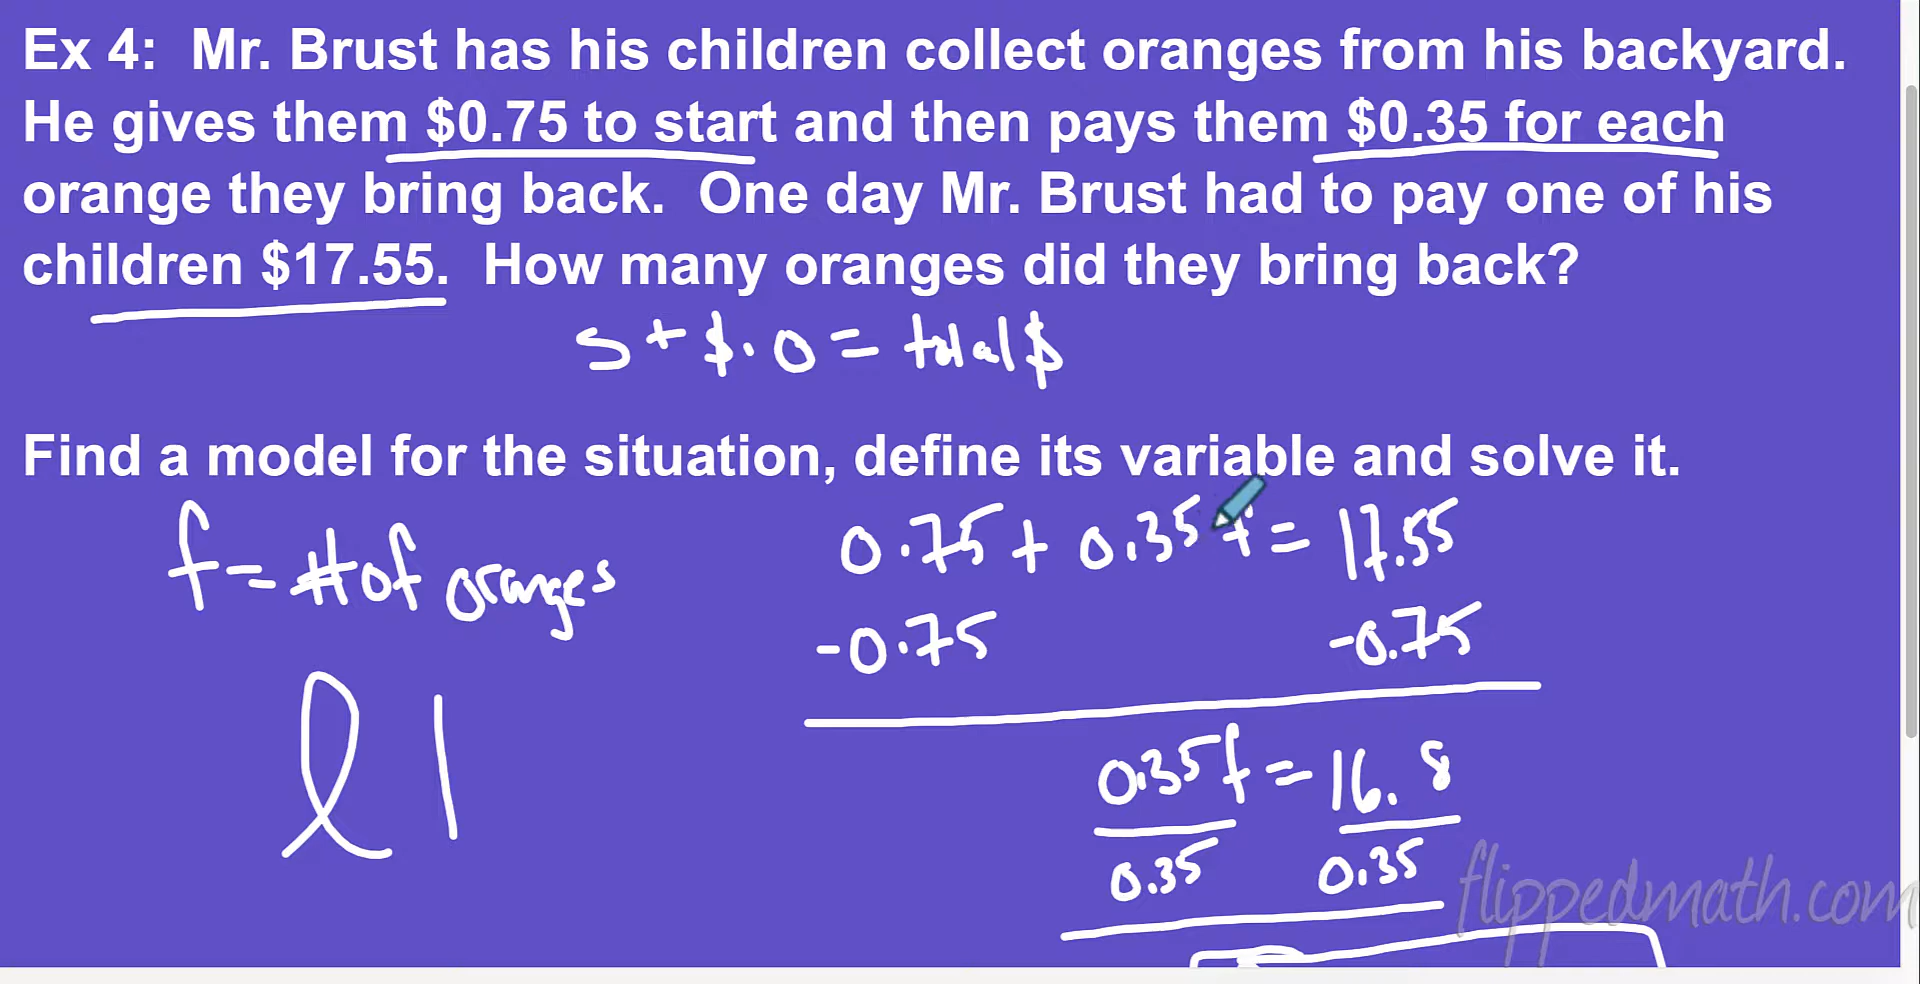 Ex 4: Mr. Brust has his children collect oranges from his backyard.
He gives them $0.75 to start and then pays them $0.35 for each
orange they bring back. One day Mr. Brust had to pay one of his
children $17.55. How many oranges did they bring back?
s + $ · o = total $
Find a model for the situation, define its variable and solve it.
f = # of oranges
0.75 + 0.35f = 17.55
-0.75 -0.75
l |
0.35f = 16.8
0.35 0.35
flippedmath.com